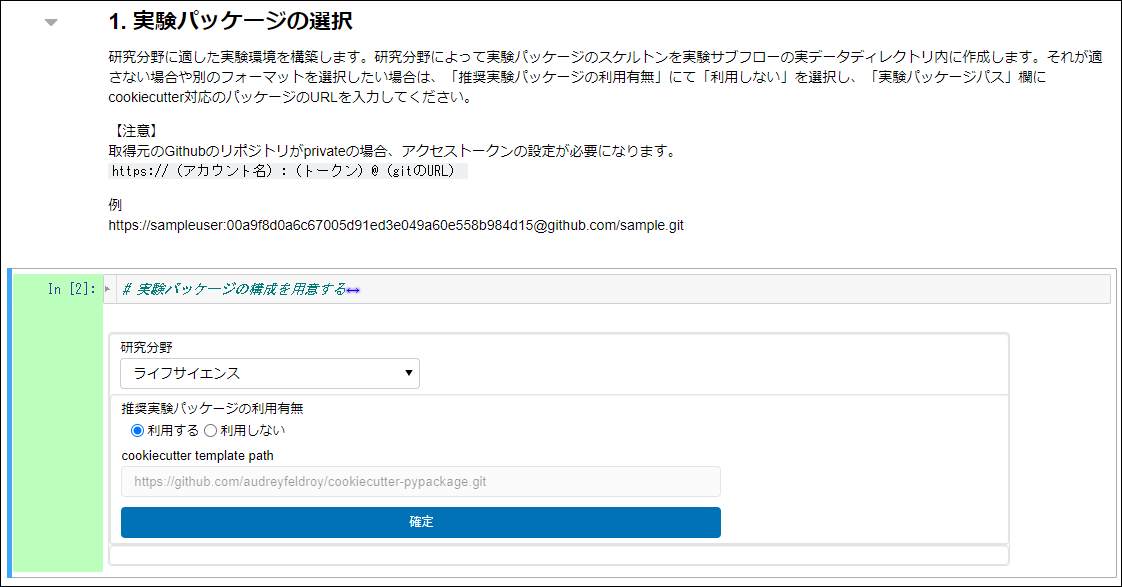 1. 実験パッケージの選択
研究分野に適した実験環境を構築します。研究分野によって実験パッケージのスケルトンを実験サブフローの実データディレクトリ内に作成します。それが適
さない場合や別のフォーマットを選択したい場合は、「推奨実験パッケージの利用有無」にて「利用しない」を選択し、「実験パッケージパス」欄に
cookiecutter対応のパッケージのURLを入力してください。
【注意】
取得元のGithubのリポジトリがprivateの場合、アクセストークンの設定が必要になります。
https://（アカウント名）:（トークン）@（gitのURL）
例
https://sampleuser:00a9f8d0a6c67005d91ed3e049a60e558b984d15@github.com/sample.git
In [2]: # 実験パッケージの構成を用意する↔
研究分野
ライフサイエンス
推奨実験パッケージの利用有無
利用する 利用しない
cookiecutter template path
https://github.com/audreyfeldroy/cookiecutter-pypackage.git
確定